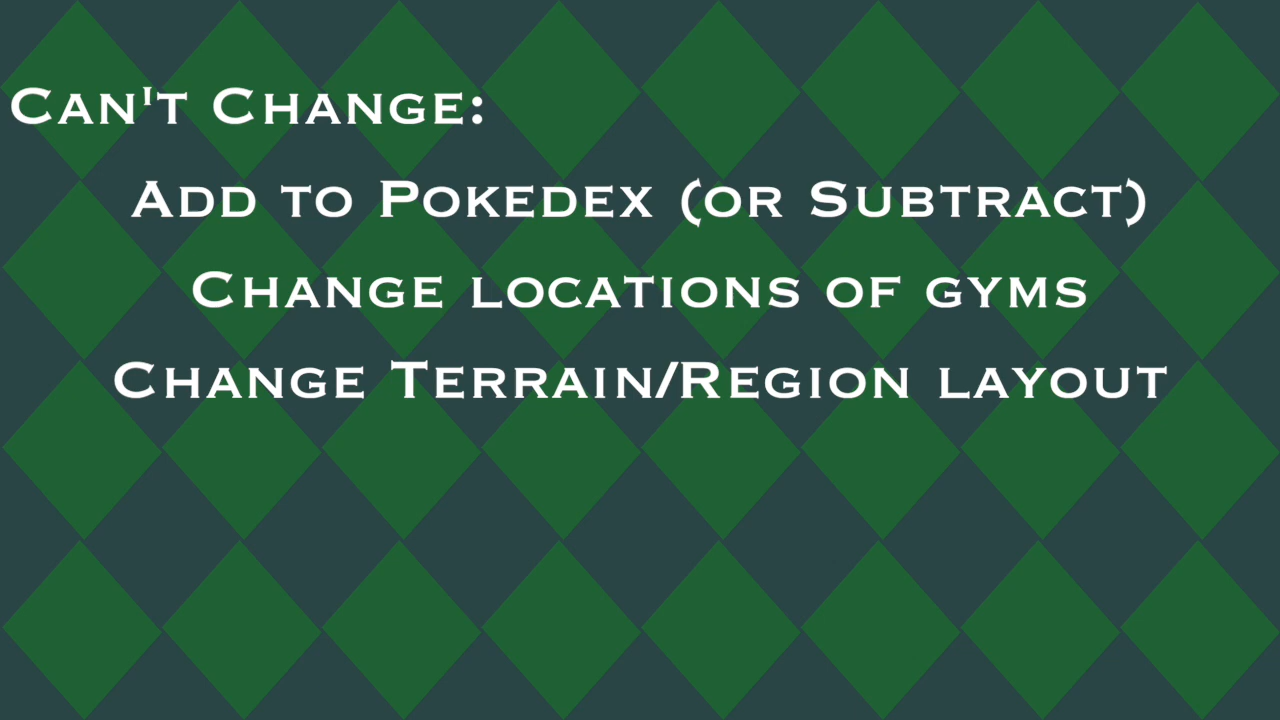 Can't Change:
Add to Pokedex (or Subtract)
Change locations of gyms
Change Terrain/Region layout